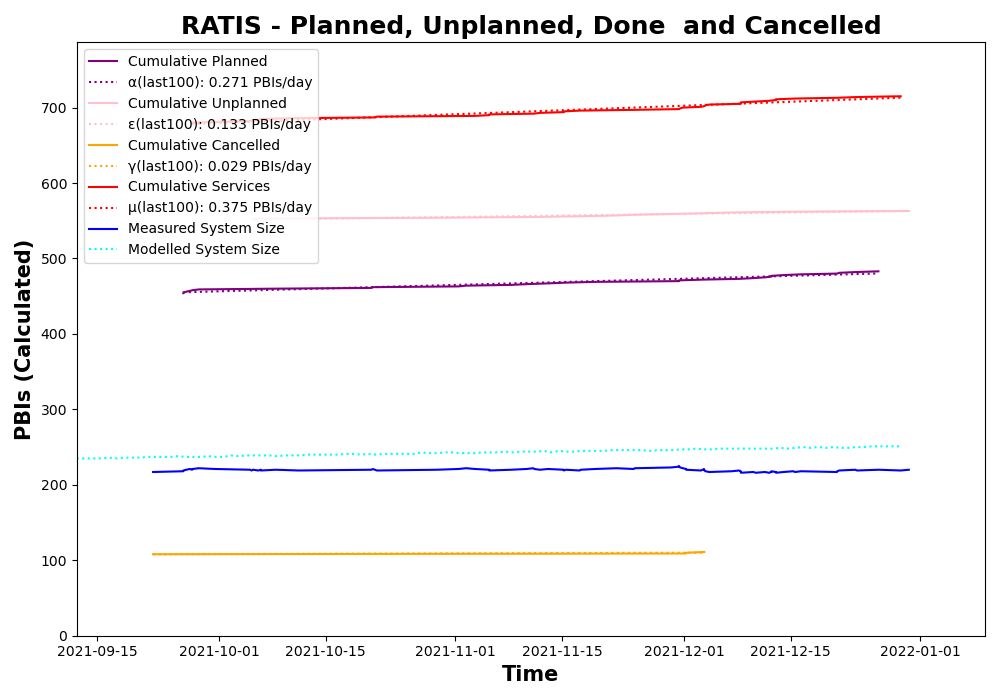 RATIS - Planned, Unplanned, Done  and Cancelled
Cumulative Planned
α(last100): 0.271 PBIs/day
Cumulative Unplanned
ε(last100): 0.133 PBIs/day
Cumulative Cancelled
γ(last100): 0.029 PBIs/day
Cumulative Services
μ(last100): 0.375 PBIs/day
Measured System Size
Modelled System Size
PBIs (Calculated)
700
600
500
400
300
200
100
0
2021-09-15 2021-10-01 2021-10-15 2021-11-01 2021-11-15 2021-12-01 2021-12-15 2022-01-01
Time